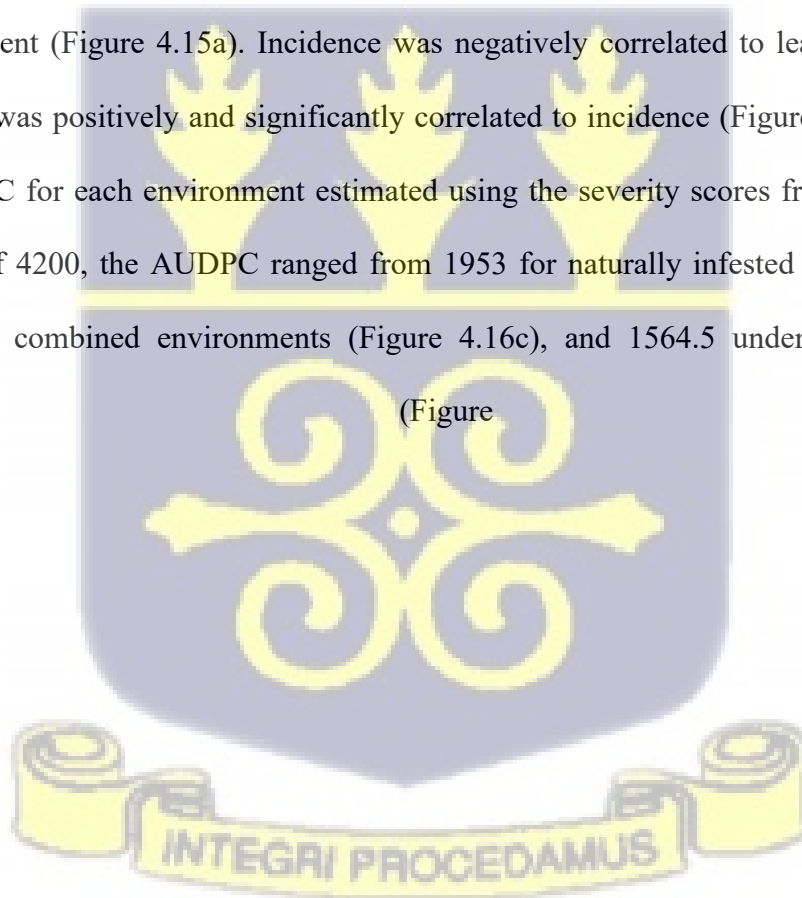 ent (Figure 4.15a). Incidence was negatively correlated to lea
was positively and significantly correlated to incidence (Figure
C for each environment estimated using the severity scores fr
f 4200, the AUDPC ranged from 1953 for naturally infested
combined environments (Figure 4.16c), and 1564.5 under
(Figure
INTEGRI PROCEDAMUS